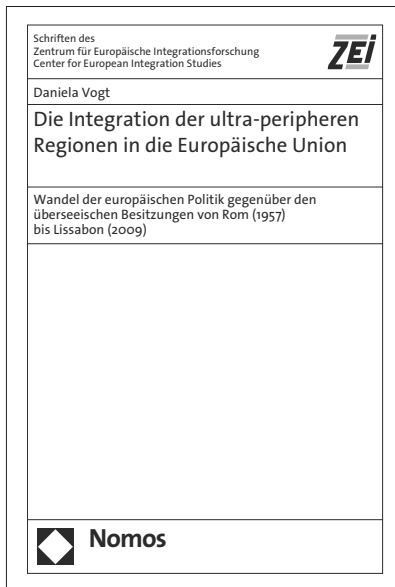 Schriften des
Zentrum für Europäische Integrationsforschung
Center for European Integration Studies
ZEI
Daniela Vogt
Die Integration der ultra-peripheren
Regionen in die Europäische Union
Wandel der europäischen Politik gegenüber den
überseeischen Besitzungen von Rom (1957)
bis Lissabon (2009)
Nomos